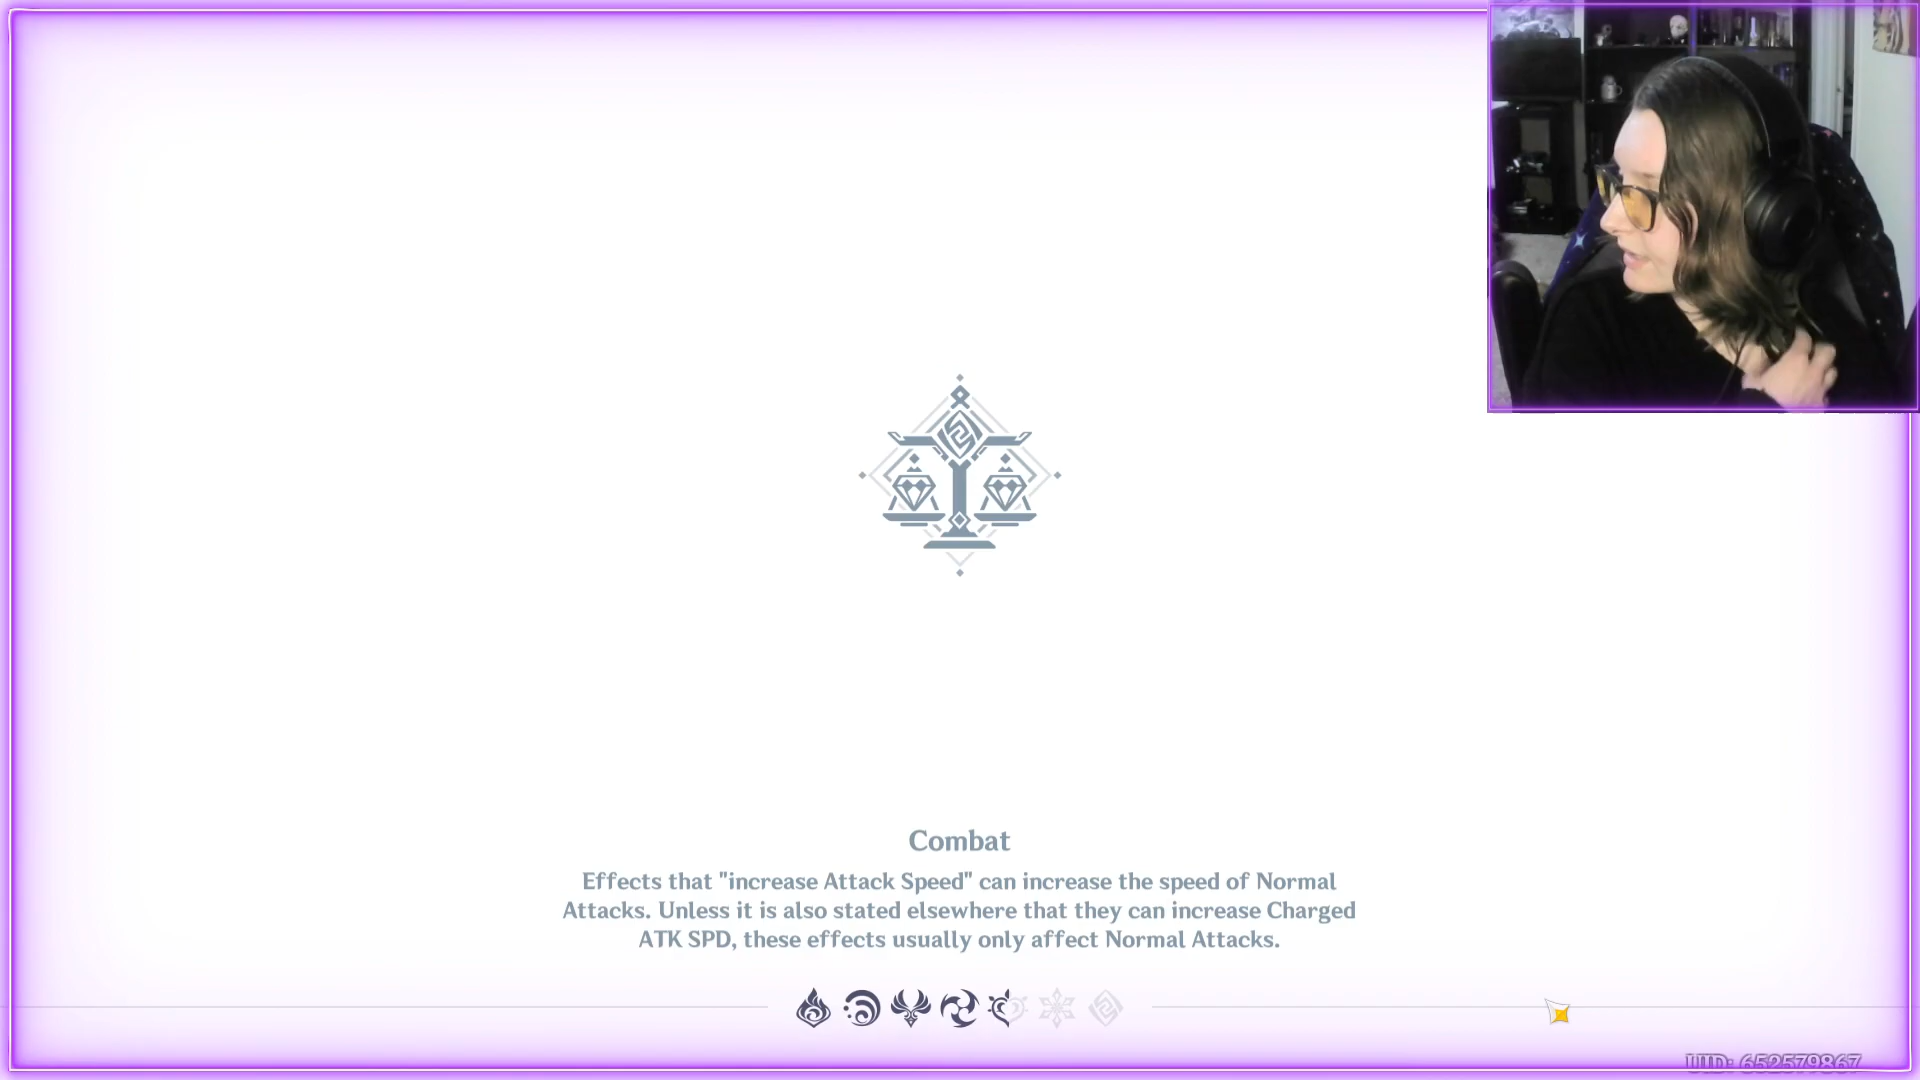 Combat
Effects that "increase Attack Speed" can increase the speed of Normal
Attacks. Unless it is also stated elsewhere that they can increase Charged
ATK SPD, these effects usually only affect Normal Attacks.
UID: 652579867